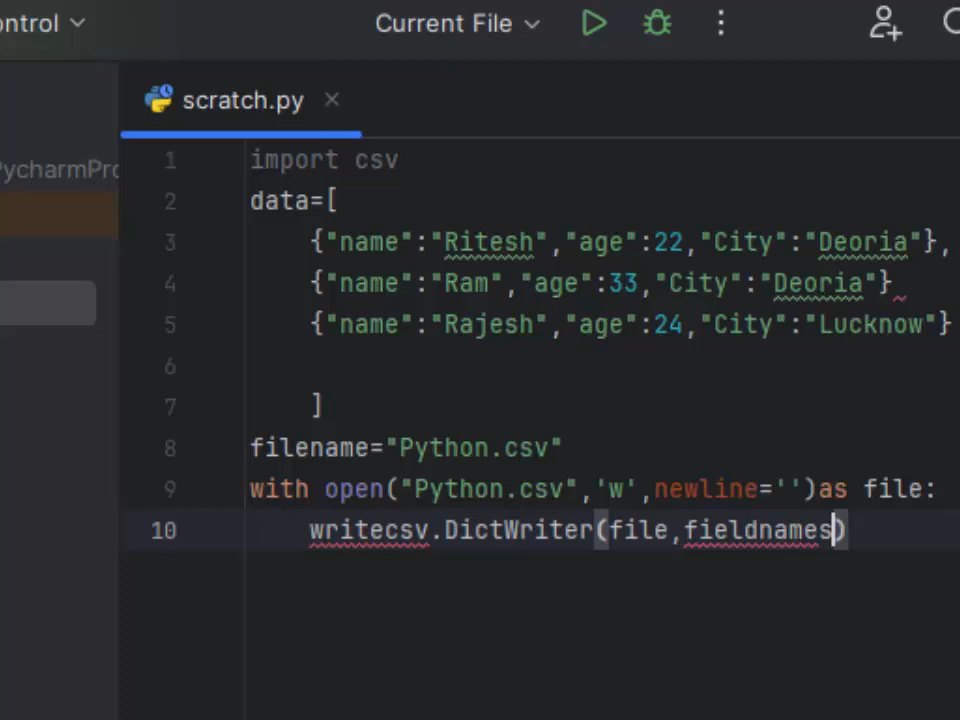 ontrol
Current File
scratch.py
PycharmPro
1 import csv
2 data=[
3 {"name":"Ritesh","age":22,"City":"Deoria"},
4 {"name":"Ram","age":33,"City":"Deoria"}
5 {"name":"Rajesh","age":24,"City":"Lucknow"}
6
7 ]
8 filename="Python.csv"
9 with open("Python.csv",'w',newline='')as file:
10 writecsv.DictWriter(file,fieldnames)